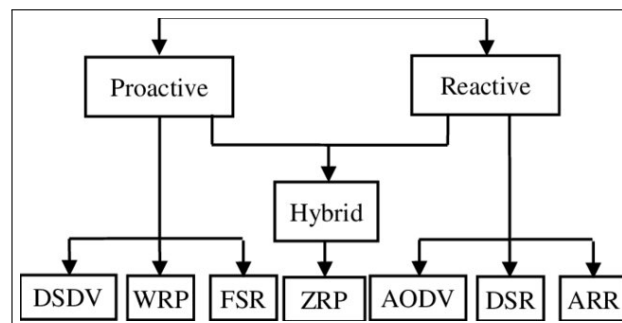 Proactive
Reactive
Hybrid
DSDV
WRP
FSR
ZRP
AODV
DSR
ARR